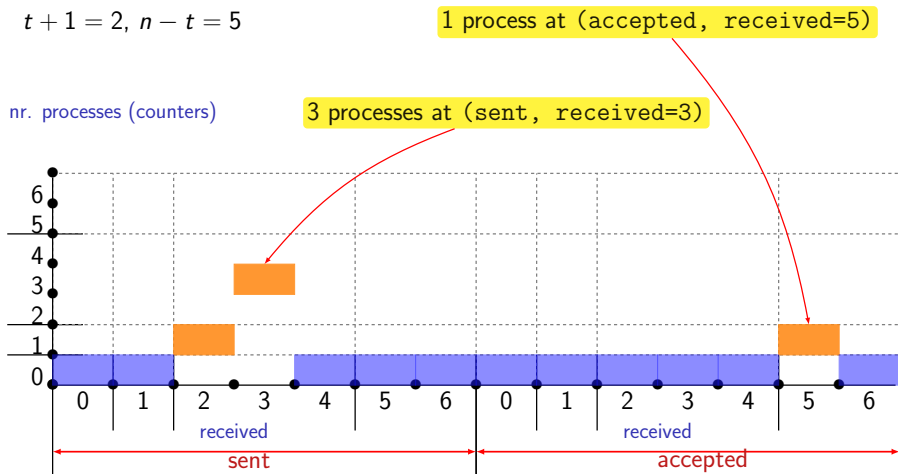 t + 1 = 2, n − t = 5
1 process at (accepted, received=5)
nr. processes (counters)
3 processes at (sent, received=3)
6
5
4
3
2
1
0
0 1 2 3 4 5 6 0 1 2 3 4 5 6
received received
sent accepted